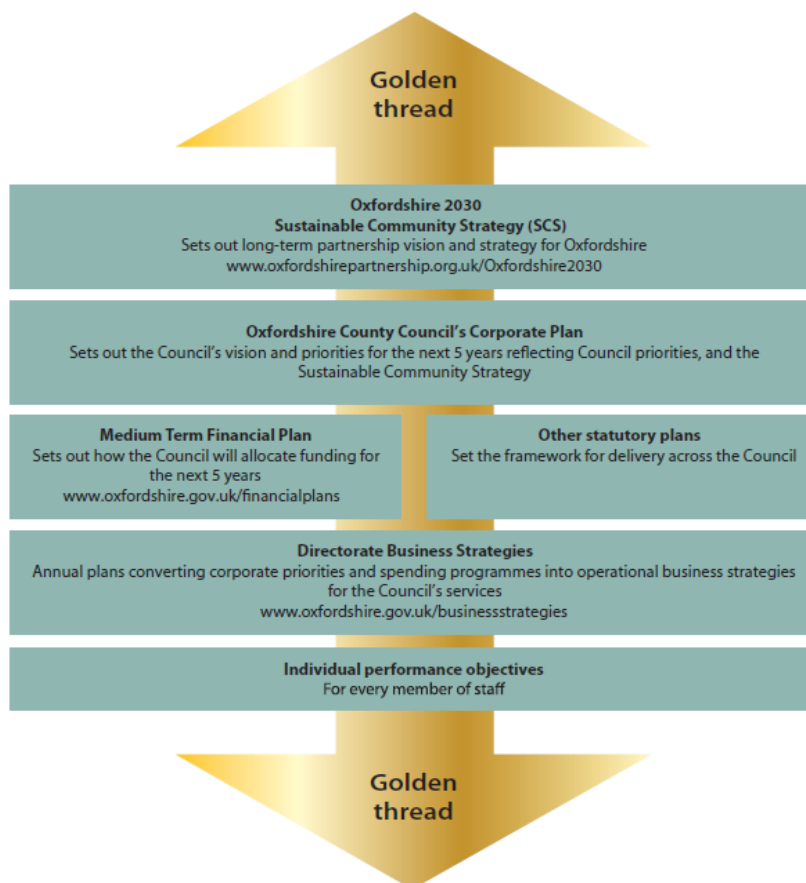 Golden
thread
Oxfordshire 2030
Sustainable Community Strategy (SCS)
Sets out long-term partnership vision and strategy for Oxfordshire
www.oxfordshirepartnership.org.uk/Oxfordshire2030
Oxfordshire County Council's Corporate Plan
Sets out the Council's vision and priorities for the next 5 years reflecting Council priorities, and the
Sustainable Community Strategy
Medium Term Financial Plan
Sets out how the Council will allocate funding for
the next 5 years
www.oxfordshire.gov.uk/financialplans
Other statutory plans
Set the framework for delivery across the Council
Directorate Business Strategies
Annual plans converting corporate priorities and spending programmes into operational business strategies
for the Council's services
www.oxfordshire.gov.uk/businessstrategies
Individual performance objectives
For every member of staff
Golden
thread